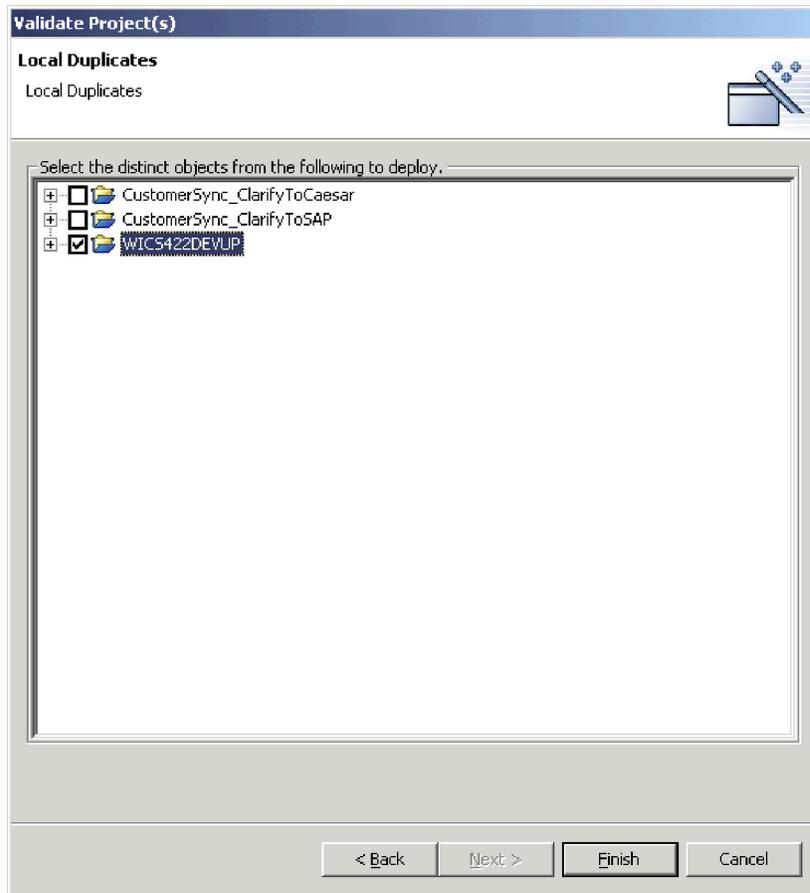 Validate Project(s)
Local Duplicates
Local Duplicates
Select the distinct objects from the following to deploy.
CustomerSync_ClarifyToCaesar
CustomerSync_ClarifyToSAP
WICS422DEVUP
< Back
Next >
Finish
Cancel